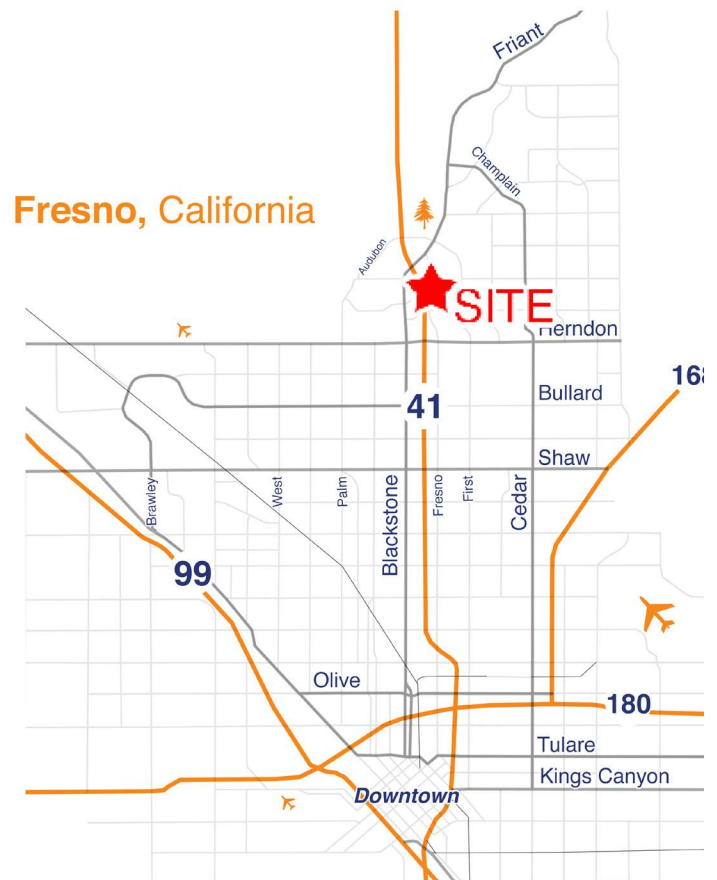 Friant
Champlain
Fresno, California
Audubon
SITE
Herndon
168
Bullard
41
Shaw
Brawley
West
Palm
Blackstone
Fresno
First
Cedar
99
Olive
180
Tulare
Kings Canyon
Downtown